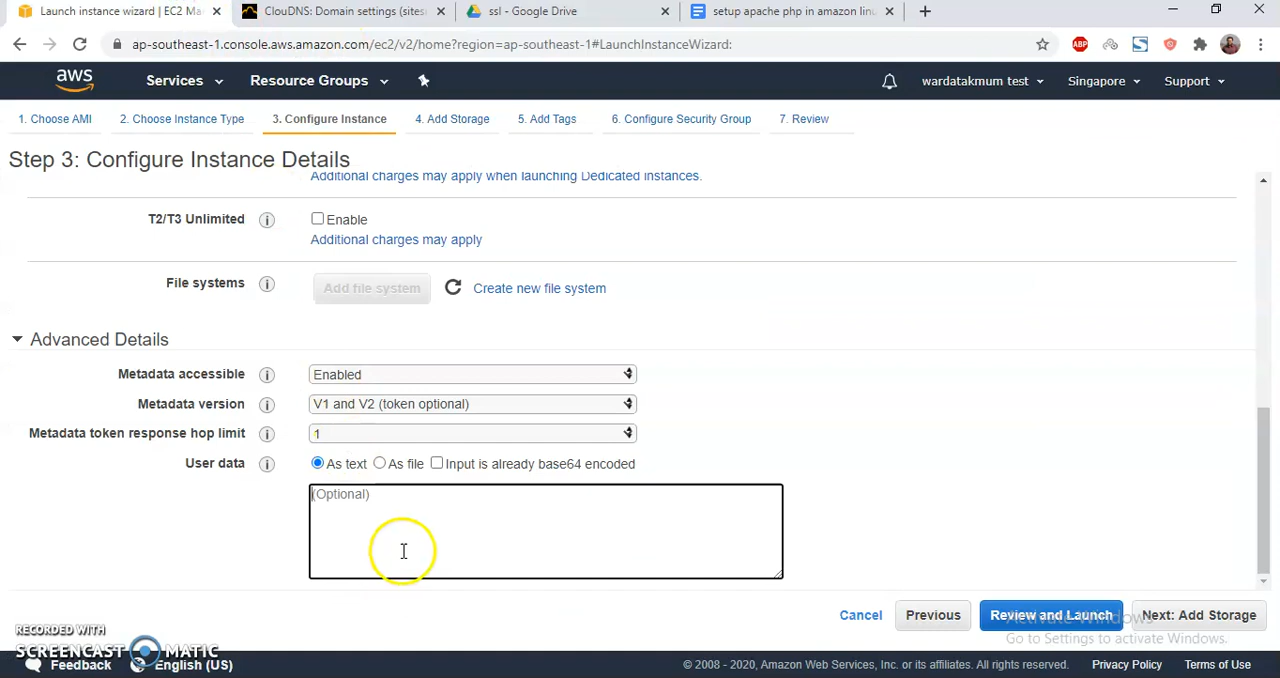 Launch instance wizard | EC2 Ma
ClouDNS: Domain settings (sites
ssl - Google Drive
setup apache php in amazon linu
ap-southeast-1.console.aws.amazon.com/ec2/v2/home?region=ap-southeast-1#LaunchInstanceWizard:
ABP
aws
Services
Resource Groups
wardatakmum test
Singapore
Support
1. Choose AMI
2. Choose Instance Type
3. Configure Instance
4. Add Storage
5. Add Tags
6. Configure Security Group
7. Review
Step 3: Configure Instance Details
Additional charges may apply when launching Dedicated instances.
T2/T3 Unlimited
Enable
Additional charges may apply
File systems
Add file system
Create new file system
Advanced Details
Metadata accessible
Enabled
Metadata version
V1 and V2 (token optional)
Metadata token response hop limit
1
User data
As text
As file
Input is already base64 encoded
(Optional)
Cancel
Previous
Review and Launch
Next: Add Storage
Activate Windows
Go to Settings to activate Windows.
RECORDED WITH
SCREENCAST MATIC
Feedback
English (US)
© 2008 - 2020, Amazon Web Services, Inc. or its affiliates. All rights reserved.
Privacy Policy
Terms of Use